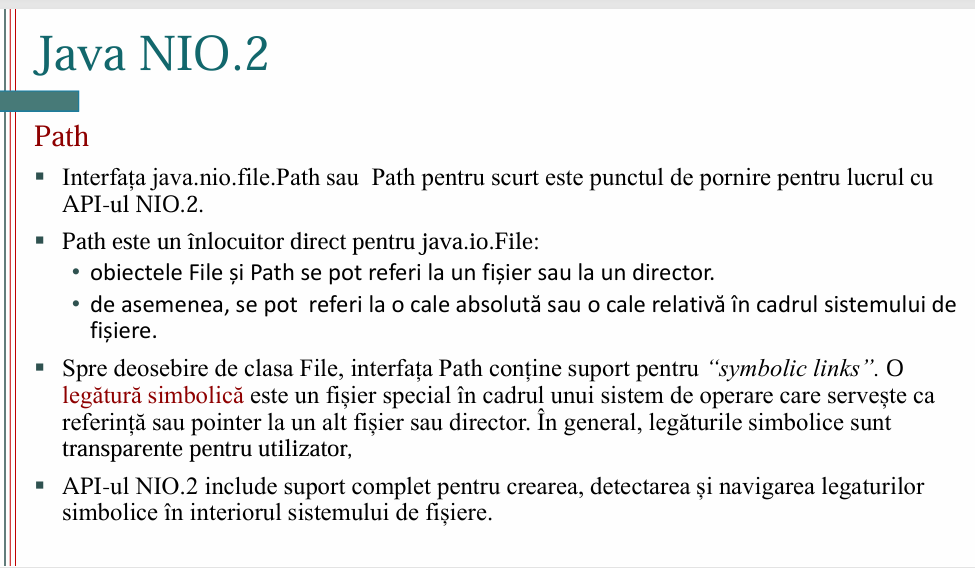 Java NIO.2
Path
▪ Interfața java.nio.file.Path sau  Path pentru scurt este punctul de pornire pentru lucrul cu
API-ul NIO.2.
▪ Path este un înlocuitor direct pentru java.io.File:
• obiectele File și Path se pot referi la un fișier sau la un director.
• de asemenea, se pot  referi la o cale absolută sau o cale relativă în cadrul sistemului de
fișiere.
▪ Spre deosebire de clasa File, interfața Path conține suport pentru “symbolic links”. O
legătură simbolică este un fișier special în cadrul unui sistem de operare care servește ca
referință sau pointer la un alt fișier sau director. În general, legăturile simbolice sunt
transparente pentru utilizator,
▪ API-ul NIO.2 include suport complet pentru crearea, detectarea și navigarea legaturilor
simbolice în interiorul sistemului de fișiere.